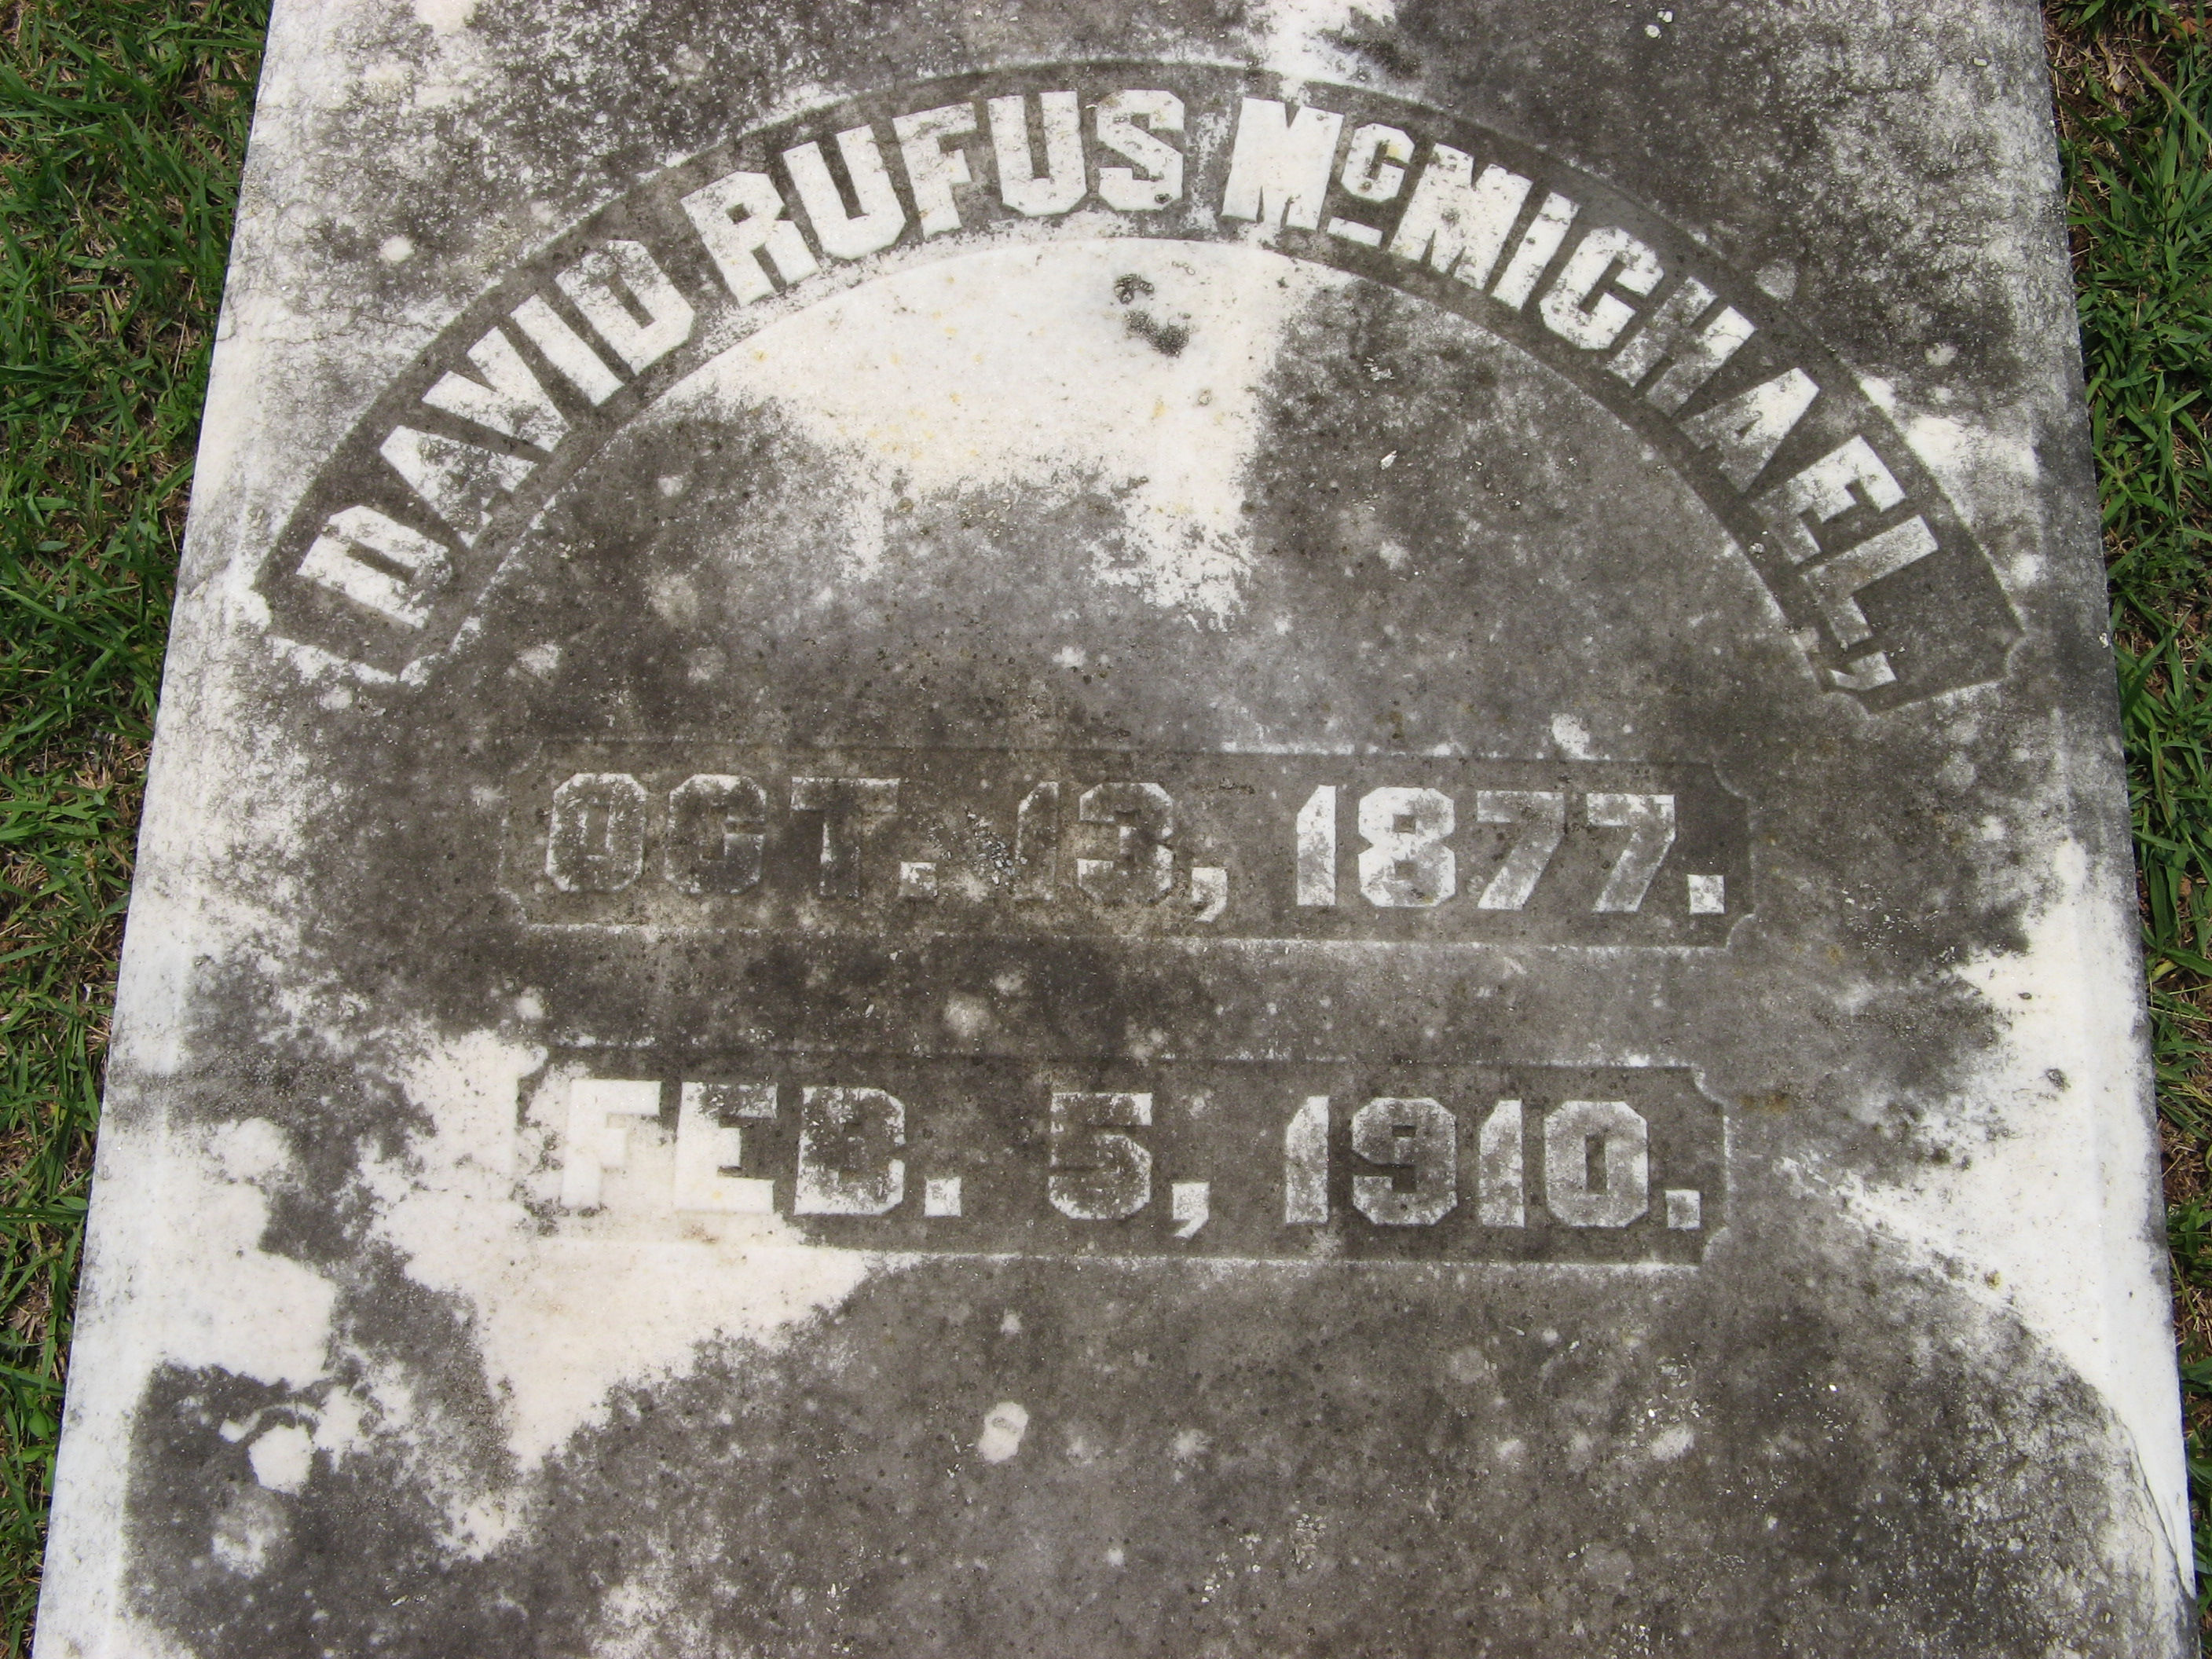 DAVID RUFUS McMICHAEL,
OCT. 13, 1877.
FEB. 5, 1910.